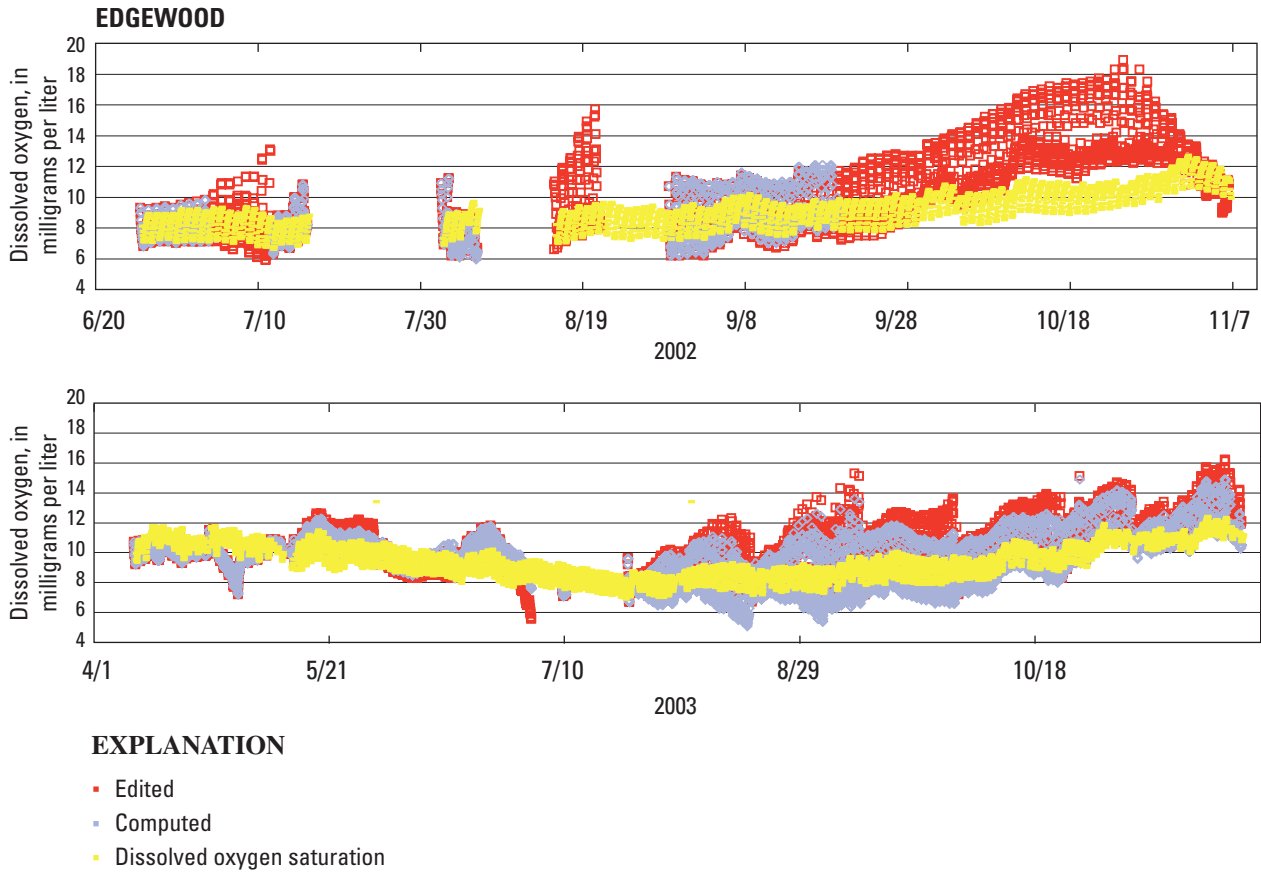 EDGEWOOD
Dissolved oxygen, in
milligrams per liter
20
18
16
14
12
10
8
6
4
6/20 7/10 7/30 8/19 9/8 9/28 10/18 11/7
2002
Dissolved oxygen, in
milligrams per liter
20
18
16
14
12
10
8
6
4
4/1 5/21 7/10 8/29 10/18
2003
EXPLANATION
Edited
Computed
Dissolved oxygen saturation